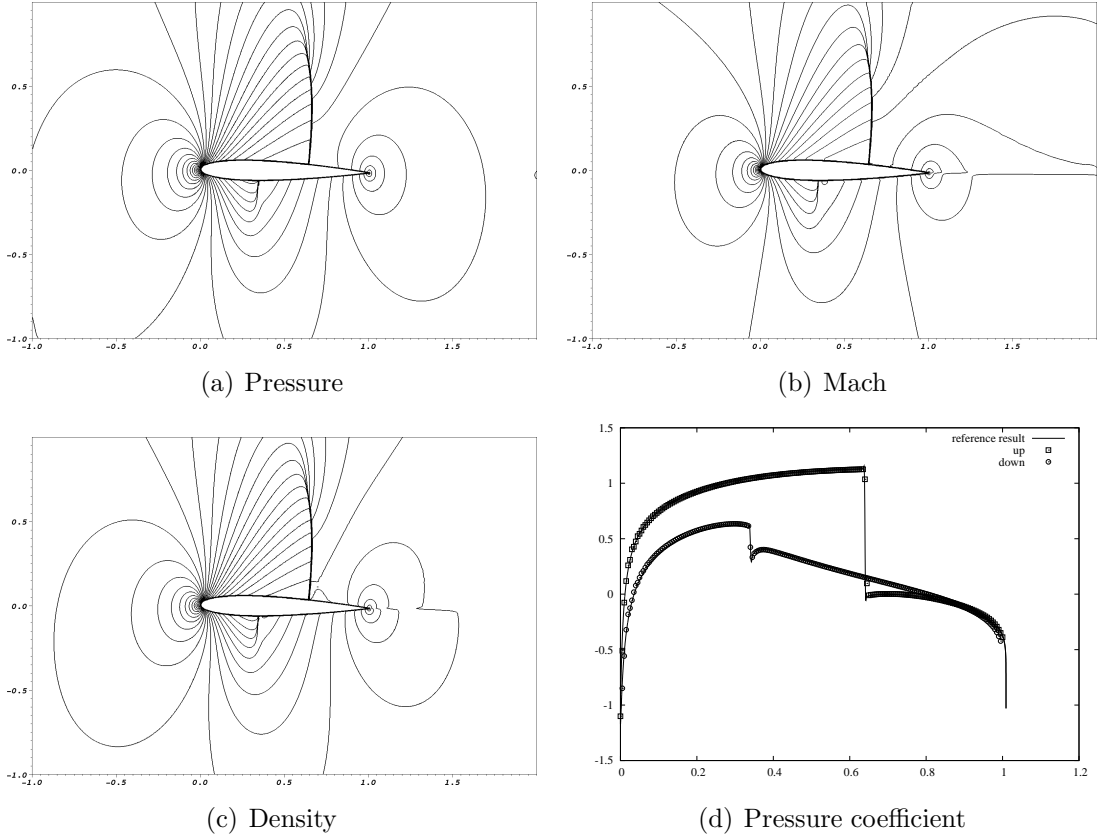 0.5
0.0
-0.5
-1.0
-1.0 -0.5 0.0 0.5 1.0 1.5
(a) Pressure
0.5
0.0
-0.5
-1.0
-1.0 -0.5 0.0 0.5 1.0 1.5
(b) Mach
0.5
0.0
-0.5
-1.0
-1.0 -0.5 0.0 0.5 1.0 1.5
(c) Density
reference result
up
down
1.5
1
0.5
0
-0.5
-1
-1.5
0 0.2 0.4 0.6 0.8 1 1.2
(d) Pressure coefficient